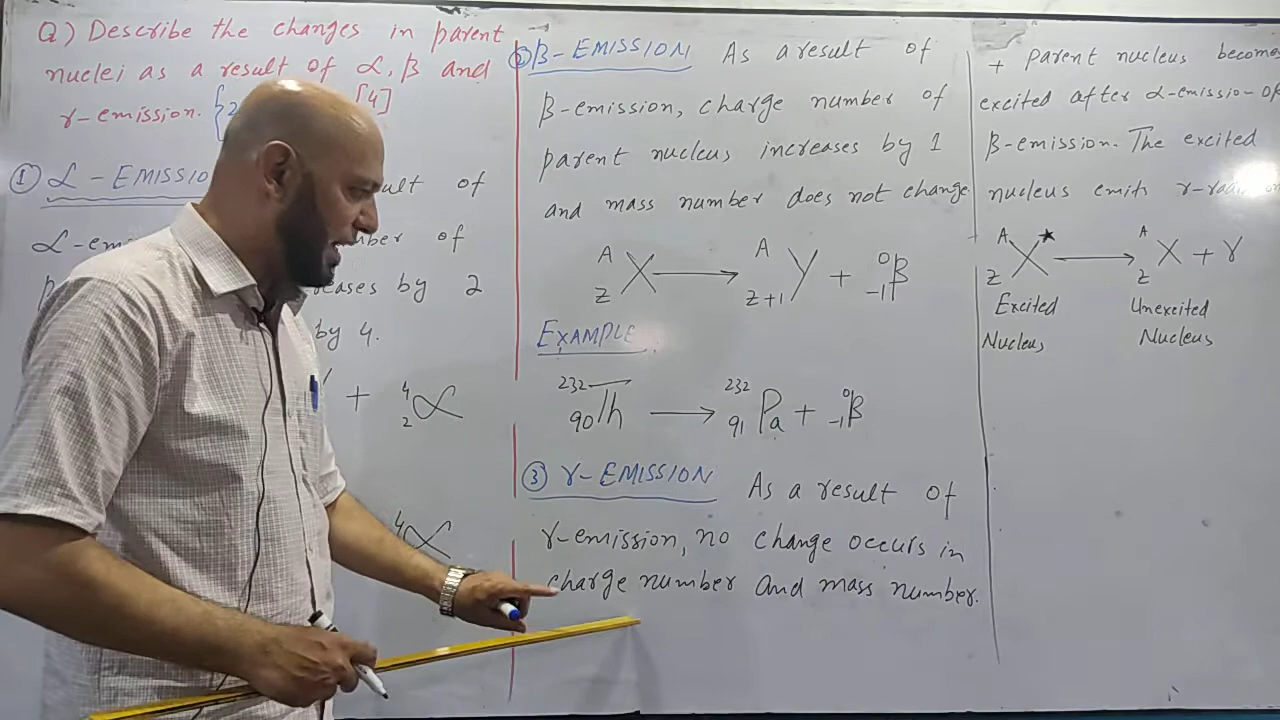 Q) Describe the changes in parent
nuclei as a result of α, β and
γ-emission. {2 [4]
① α - EMISSIO
of
α-em mber of
eases by 2
by 4.
+ ⁴₂α
⁴α
② β-EMISSION As a result of
β-emission, charge number of
parent nucleus increases by 1
and mass number does not change
ᴬ_Z X → ᴬ_Z+1 Y + ⁰₋₁β
EXAMPLE
²³²₉₀Th → ²³²₉₁Pa + ⁰₋₁β
③ γ-EMISSION As a result of
γ-emission, no change occurs in
charge number and mass number.
+ parent nucleus becomes
excited after α-emission or
β-emission. The excited
nucleus emits γ-
ᴬ_Z X* → ᴬ_Z X + γ
Excited Unexcited
Nucleus Nucleus